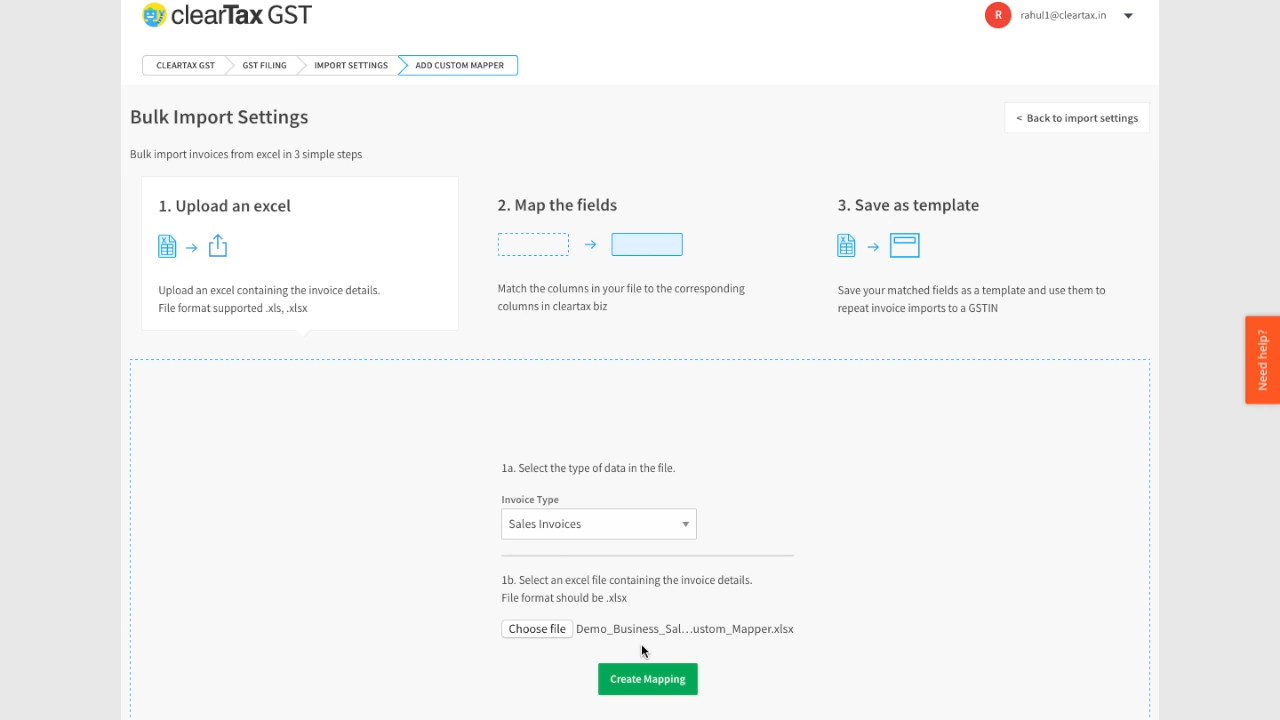 clearTax GST
R rahul1@cleartax.in
CLEARTAX GST GST FILING IMPORT SETTINGS ADD CUSTOM MAPPER
Bulk Import Settings
< Back to import settings
Bulk import invoices from excel in 3 simple steps
1. Upload an excel
Upload an excel containing the invoice details.
File format supported .xls, .xlsx
2. Map the fields
Match the columns in your file to the corresponding
columns in cleartax biz
3. Save as template
Save your matched fields as a template and use them to
repeat invoice imports to a GSTIN
Need help?
1a. Select the type of data in the file.
Invoice Type
Sales Invoices
1b. Select an excel file containing the invoice details.
File format should be .xlsx
Choose file Demo_Business_Sal...ustom_Mapper.xlsx
Create Mapping